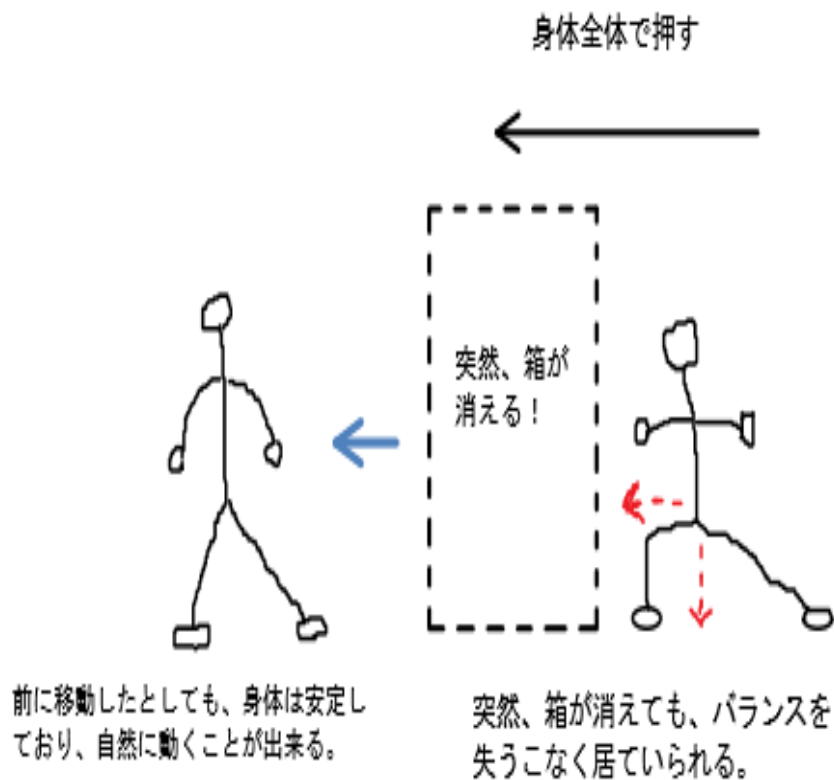 身体全体で押す
突然、箱が
消える！
前に移動したとしても、身体は安定し
ており、自然に動くことが出来る。
突然、箱が消えても、バランスを
失うこなく居ていられる。